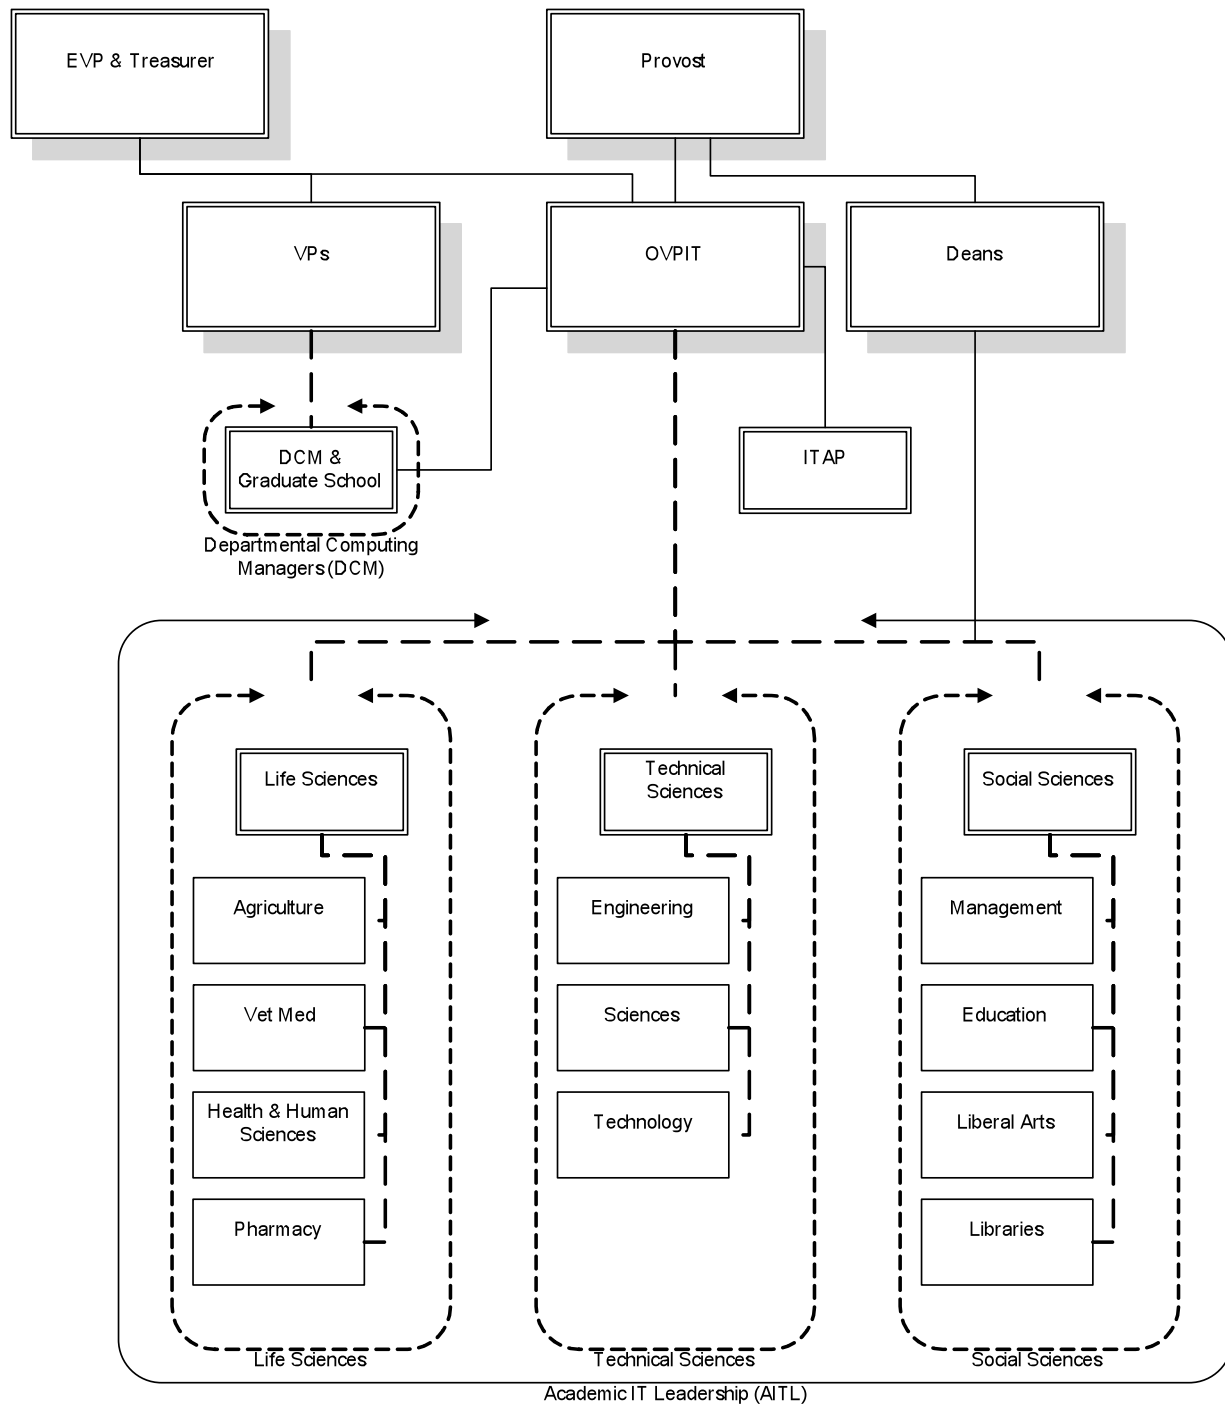 EVP & Treasurer
Provost
VPs
OVPIT
Deans
DCM &
Graduate School
ITAP
Departmental Computing
Managers (DCM)
Life Sciences
Technical
Sciences
Social Sciences
Agriculture
Engineering
Management
Vet Med
Sciences
Education
Health & Human
Sciences
Technology
Liberal Arts
Pharmacy
Libraries
Life Sciences
Technical Sciences
Social Sciences
Academic IT Leadership (AITL)